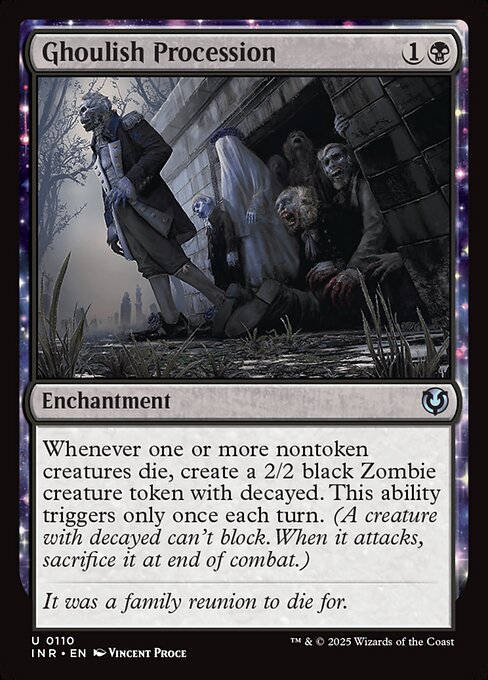 Ghoulish Procession 1
Enchantment
Whenever one or more nontoken
creatures die, create a 2/2 black Zombie
creature token with decayed. This ability
triggers only once each turn. (A creature
with decayed can't block. When it attacks,
sacrifice it at end of combat.)
It was a family reunion to die for.
U 0110
INR • EN Vincent Proce
™ & © 2025 Wizards of the Coast